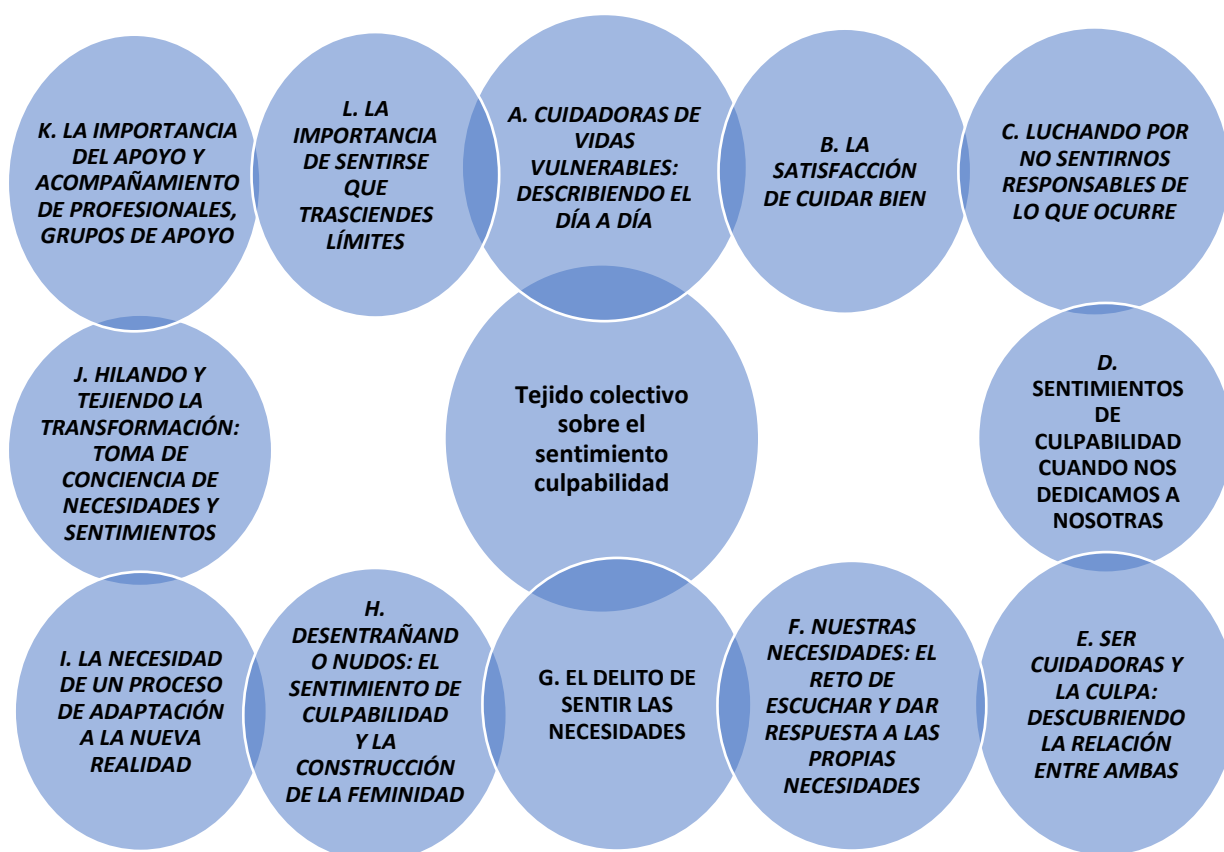 K. LA IMPORTANCIA
DEL APOYO Y
ACOMPAÑAMIENTO
DE PROFESIONALES,
GRUPOS DE APOYO
L. LA
IMPORTANCIA
DE SENTIRSE
QUE
TRASCIENDES
LÍMITES
A. CUIDADORAS DE
VIDAS
VULNERABLES:
DESCRIBIENDO EL
DÍA A DÍA
B. LA
SATISFACCIÓN
DE CUIDAR BIEN
C. LUCHANDO POR
NO SENTIRNOS
RESPONSABLES DE
LO QUE OCURRE
J. HILANDO Y
TEJIENDO LA
TRANSFORMACIÓN:
TOMA DE
CONCIENCIA DE
NECESIDADES Y
SENTIMIENTOS
Tejido colectivo
sobre el
sentimiento
culpabilidad
D.
SENTIMIENTOS
DE
CULPABILIDAD
CUANDO NOS
DEDICAMOS A
NOSOTRAS
I. LA NECESIDAD
DE UN PROCESO
DE ADAPTACIÓN
A LA NUEVA
REALIDAD
H.
DESENTRAÑAND
O NUDOS: EL
SENTIMIENTO DE
CULPABILIDAD
Y LA
CONSTRUCCIÓN
DE LA FEMINIDAD
G. EL DELITO DE
SENTIR LAS
NECESIDADES
F. NUESTRAS
NECESIDADES: EL
RETO DE
ESCUCHAR Y DAR
RESPUESTA A LAS
PROPIAS
NECESIDADES
E. SER
CUIDADORAS Y
LA CULPA:
DESCUBRIENDO
LA RELACIÓN
ENTRE AMBAS